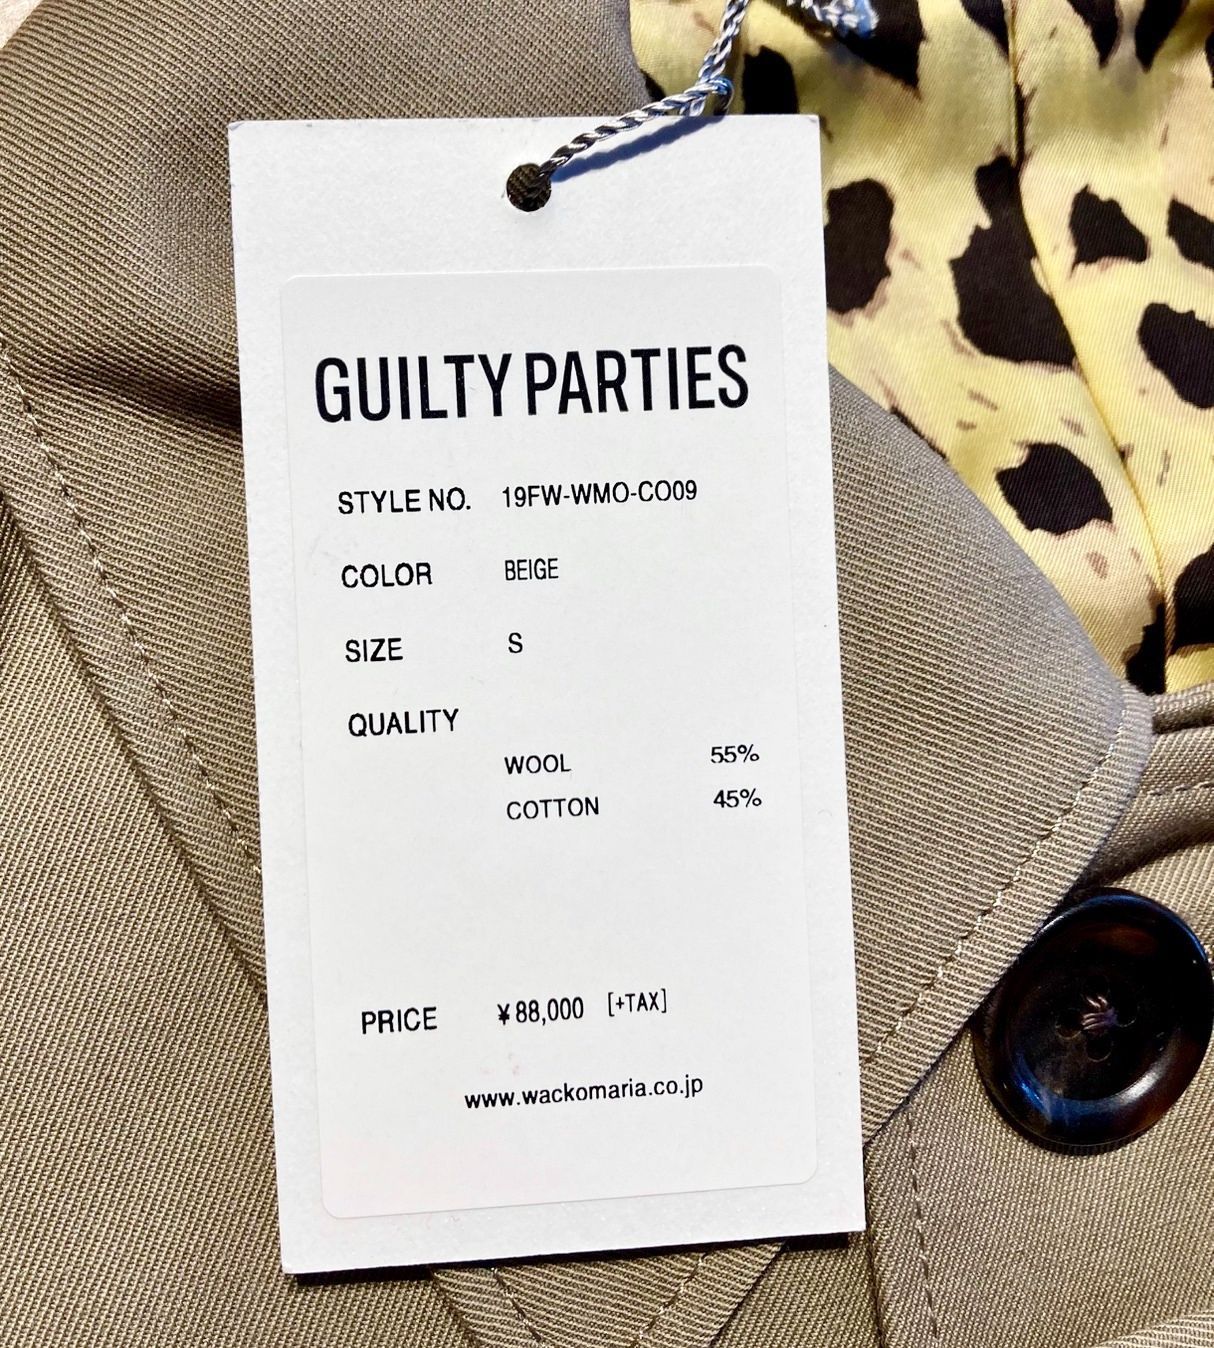 GUILTY PARTIES
STYLE NO. 19FW-WMO-CO09
COLOR BEIGE
SIZE S
QUALITY
WOOL 55%
COTTON 45%
PRICE ¥88,000 [+TAX]
www.wackomaria.co.jp